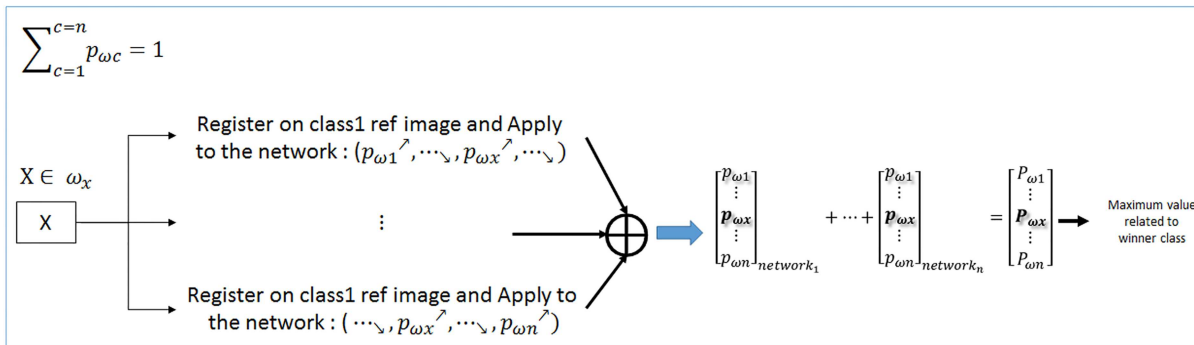 ∑_{c=1}^{c=n} p_{ωc} = 1
Register on class1 ref image and Apply
to the network : (p_{ω1}↗, ⋯↘, p_{ωx}↗, ⋯↘)
X ∈ ω_x
X
⋮
Register on class1 ref image and Apply to
the network : ( ⋯↘, p_{ωx}↗, ⋯↘, p_{ωn}↗)
[p_{ω1} ⋮ p_{ωx} ⋮ p_{ωn}]_{network_1} + ⋯ + [p_{ω1} ⋮ p_{ωx} ⋮ p_{ωn}]_{network_n} = [P_{ω1} ⋮ P_{ωx} ⋮ P_{ωn}]
Maximum value
related to
winner class